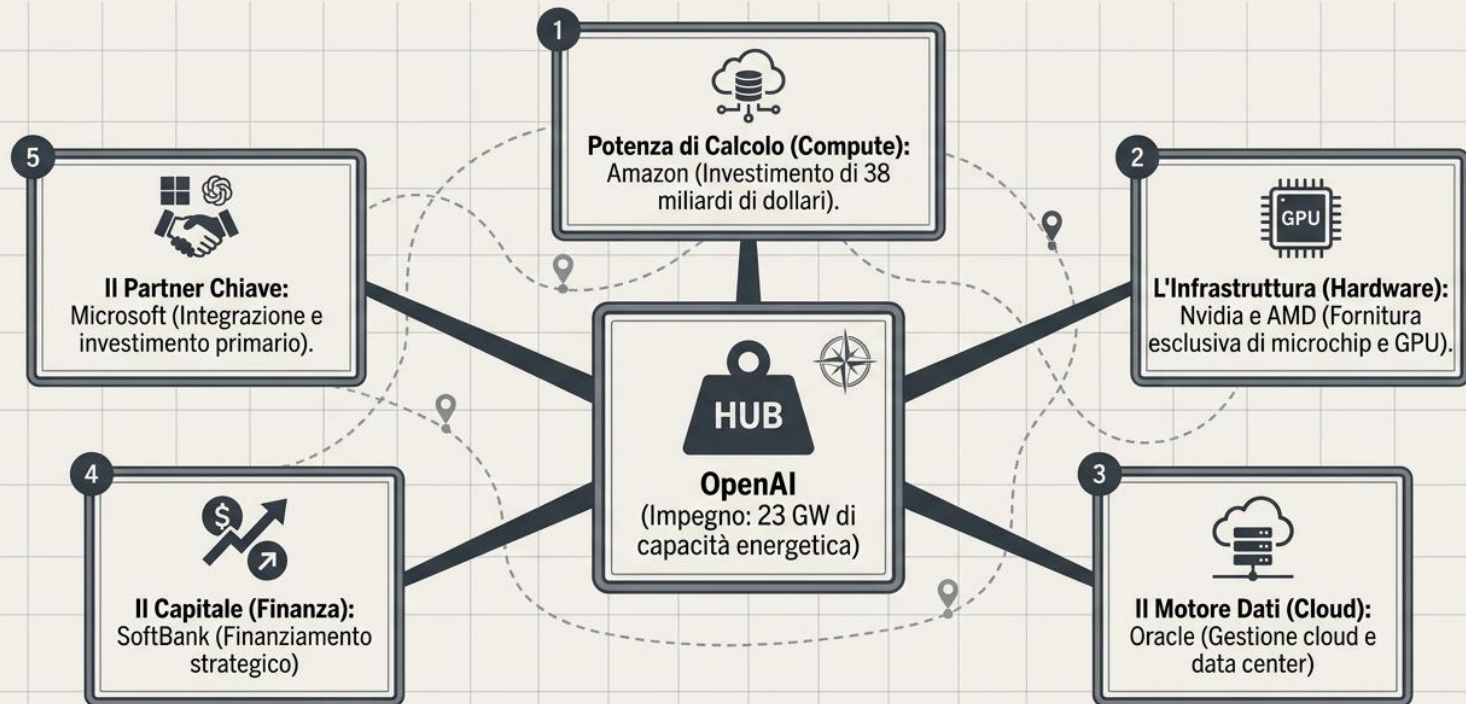 1
Potenza di Calcolo (Compute):
Amazon (Investimento di 38
miliardi di dollari).
2
GPU
L'Infrastruttura (Hardware):
Nvidia e AMD (Fornitura
esclusiva di microchip e GPU).
3
Il Motore Dati (Cloud):
Oracle (Gestione cloud e
data center)
4
$
Il Capitale (Finanza):
SoftBank (Finanziamento
strategico)
5
Il Partner Chiave:
Microsoft (Integrazione e
investimento primario).
HUB
OpenAI
(Impegno: 23 GW di
capacità energetica)